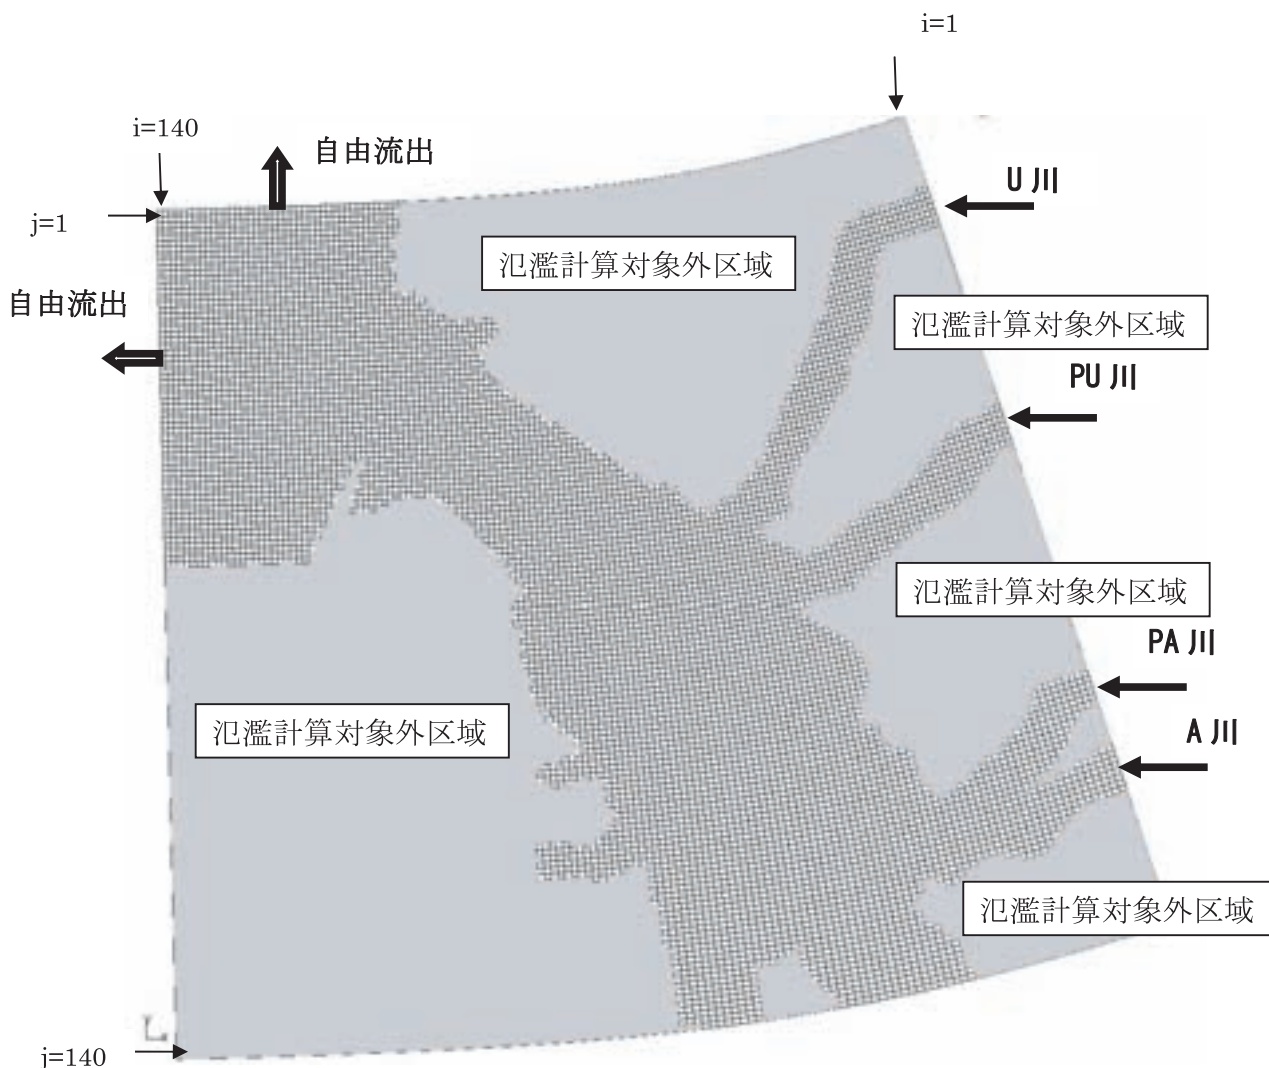 i=1
i=140
自由流出
U 川
j=1
氾濫計算対象外区域
自由流出
氾濫計算対象外区域
PU 川
氾濫計算対象外区域
PA 川
氾濫計算対象外区域
A 川
氾濫計算対象外区域
j=140